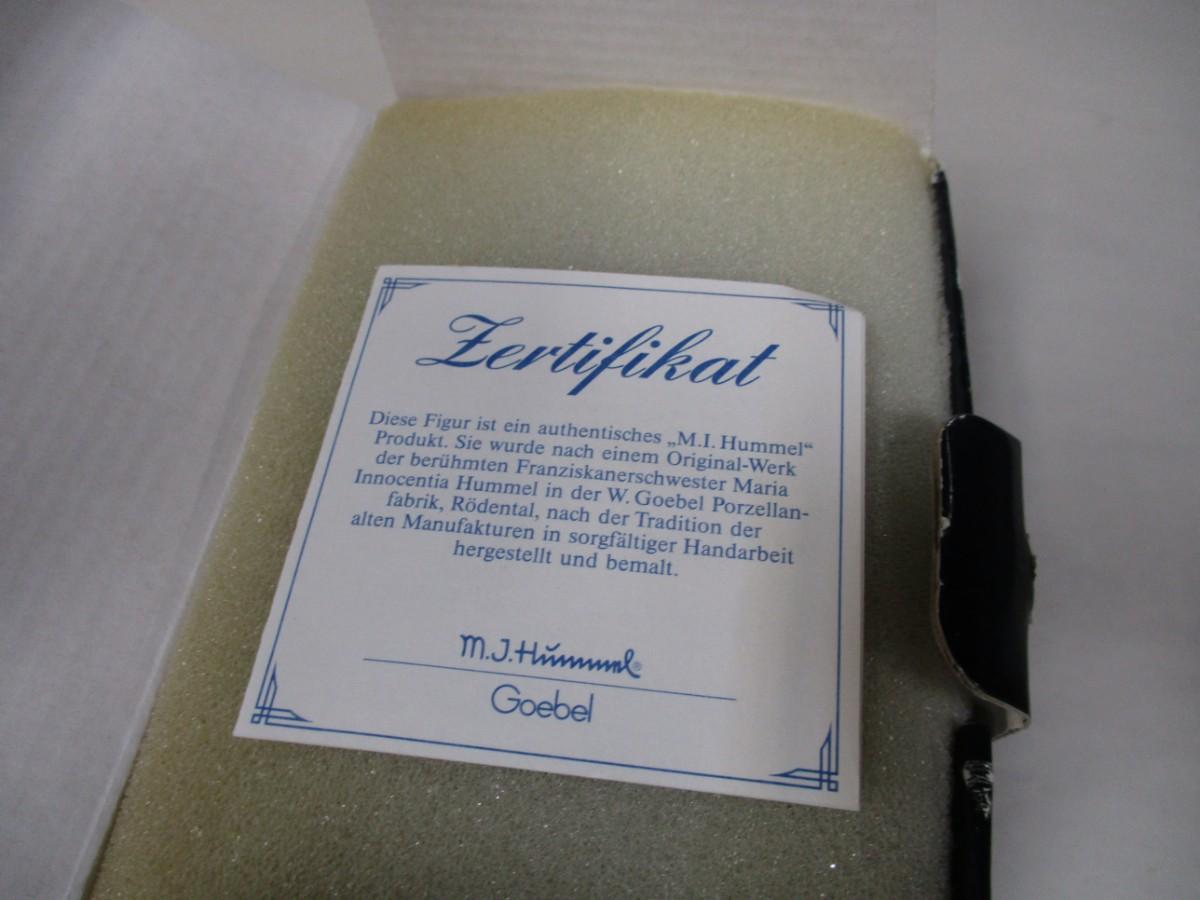 Zertifikat
Diese Figur ist ein authentisches „M.I. Hummel“
Produkt. Sie wurde nach einem Original-Werk
der berühmten Franziskanerschwester Maria
Innocentia Hummel in der W. Goebel Porzellan-
fabrik, Rödental, nach der Tradition der
alten Manufakturen in sorgfältiger Handarbeit
hergestellt und bemalt.
M.J. Hummel®
Goebel